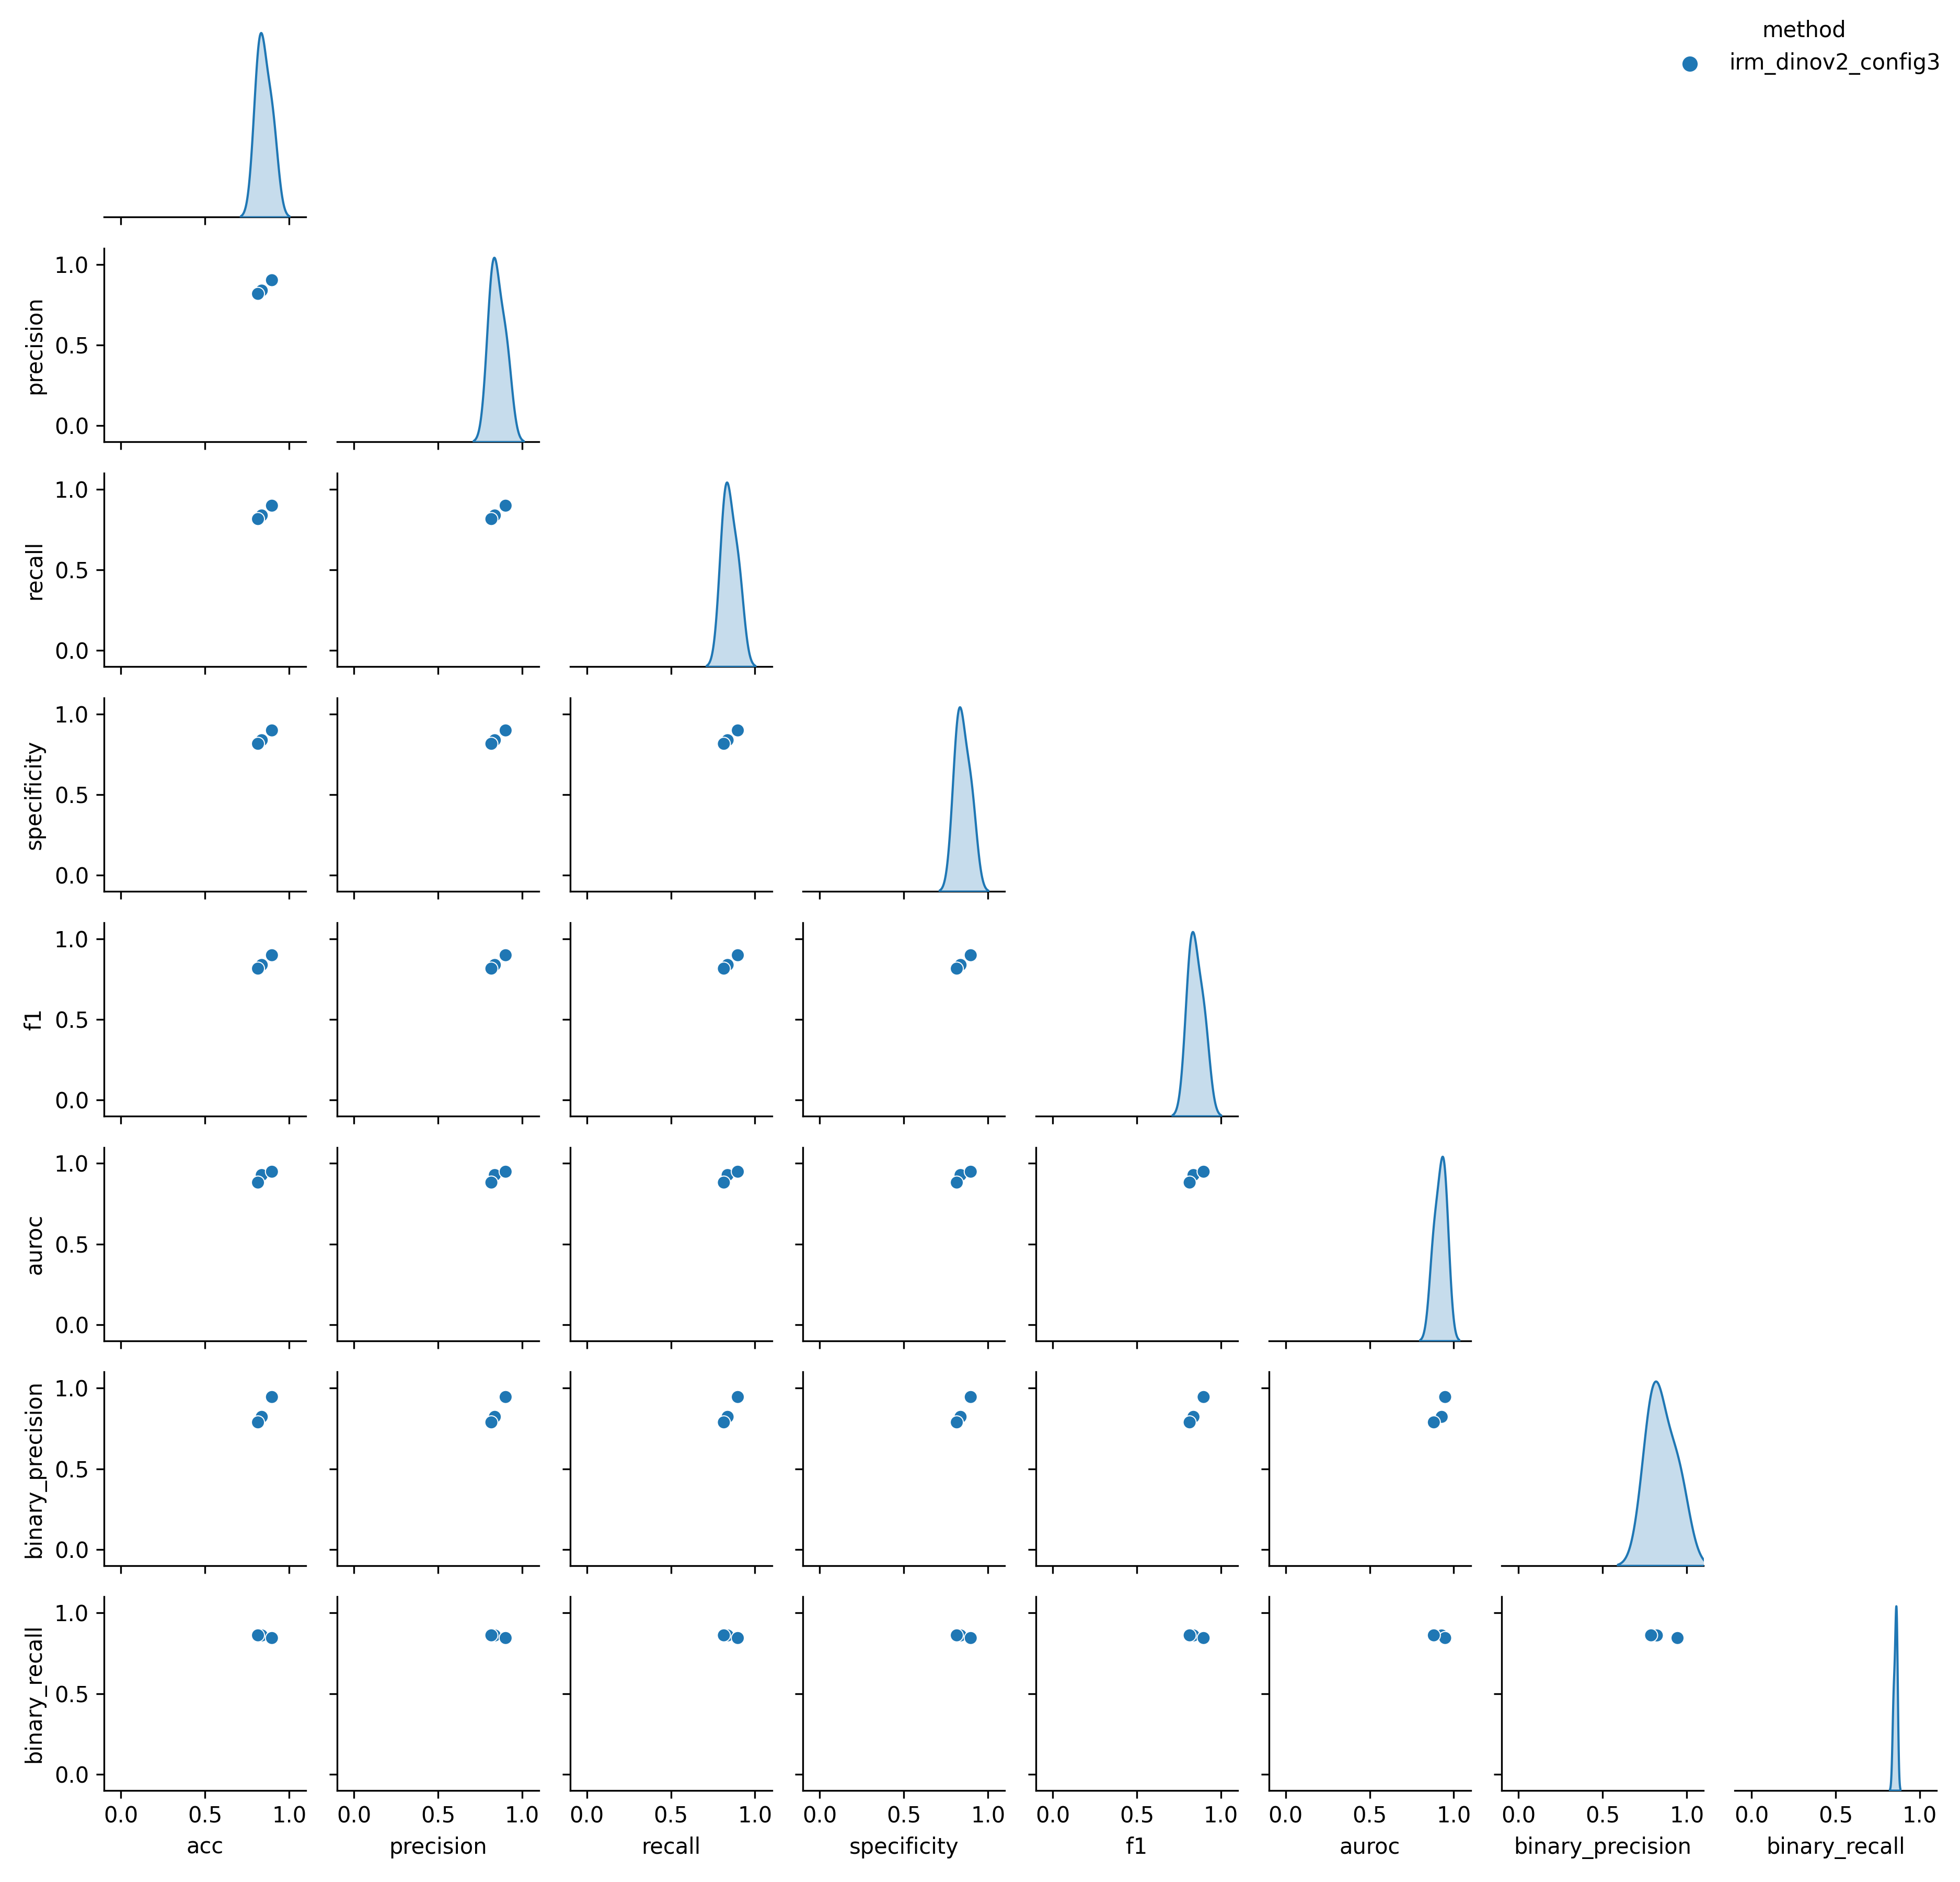 method
irm_dinov2_config3
precision
1.0
0.5
0.0
recall
1.0
0.5
0.0
specificity
1.0
0.5
0.0
f1
1.0
0.5
0.0
auroc
1.0
0.5
0.0
binary_precision
1.0
0.5
0.0
binary_recall
1.0
0.5
0.0
0.0 0.5 1.0 0.0 0.5 1.0 0.0 0.5 1.0 0.0 0.5 1.0 0.0 0.5 1.0 0.0 0.5 1.0 0.0 0.5 1.0 0.0 0.5 1.0
acc precision recall specificity f1 auroc binary_precision binary_recall